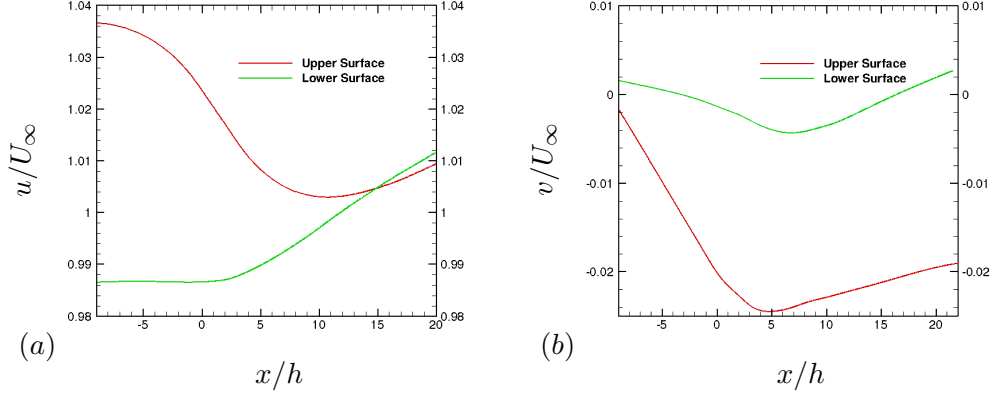 1.04 1.04 0.01 0.01
Upper Surface
Lower Surface
1.03 1.03
Upper Surface
Lower Surface
0 0
1.02 1.02
u/U∞
v/U∞
1.01 1.01
-0.01 -0.01
1 1
0.99 0.99
-0.02 -0.02
0.98 0.98
-5 0 5 10 15 20
-5 0 5 10 15 20
(a) (b)
x/h x/h